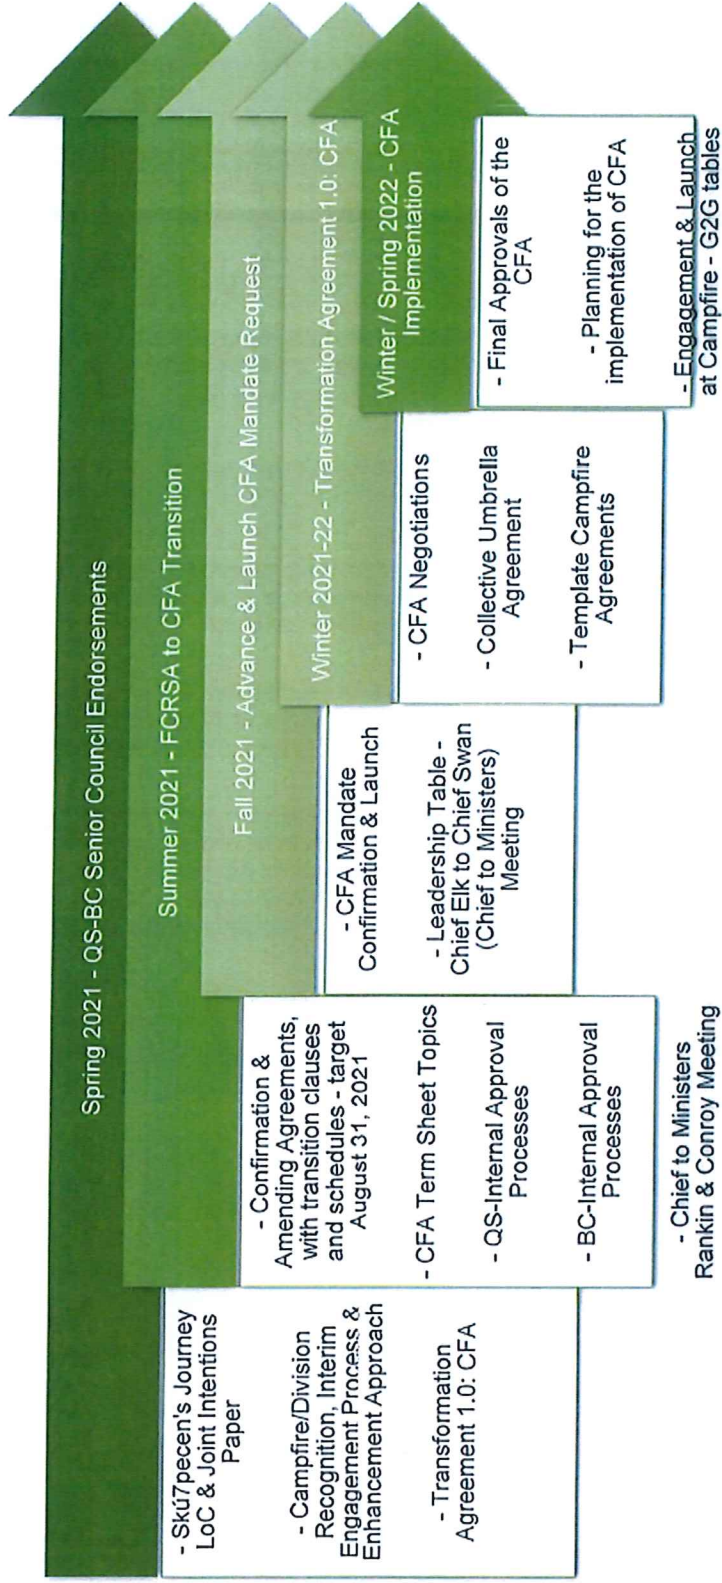 Spring 2021 - QS-BC Senior Council Endorsements
- Skú7pecen's Journey
LoC & Joint Intentions
Paper
- Campfire/Division
Recognition, Interim
Engagement Process &
Enhancement Approach
- Transformation
Agreement 1.0: CFA
Summer 2021 - FCRSA to CFA Transition
- Confirmation &
Amending Agreements,
with transition clauses
and schedules - target
August 31, 2021
- CFA Term Sheet Topics
- QS-Internal Approval
Processes
- BC-Internal Approval
Processes
- Chief to Ministers
Rankin & Conroy Meeting
Fall 2021 - Advance & Launch CFA Mandate Request
- CFA Mandate
Confirmation & Launch
- Leadership Table -
Chief Elk to Chief Swan
(Chief to Ministers)
Meeting
Winter 2021-22 - Transformation Agreement 1.0: CFA
- CFA Negotiations
- Collective Umbrella
Agreement
- Template Campfire
Agreements
Winter / Spring 2022 - CFA
Implementation
- Final Approvals of the
CFA
- Planning for the
implementation of CFA
- Engagement & Launch
at Campfire - G2G tables